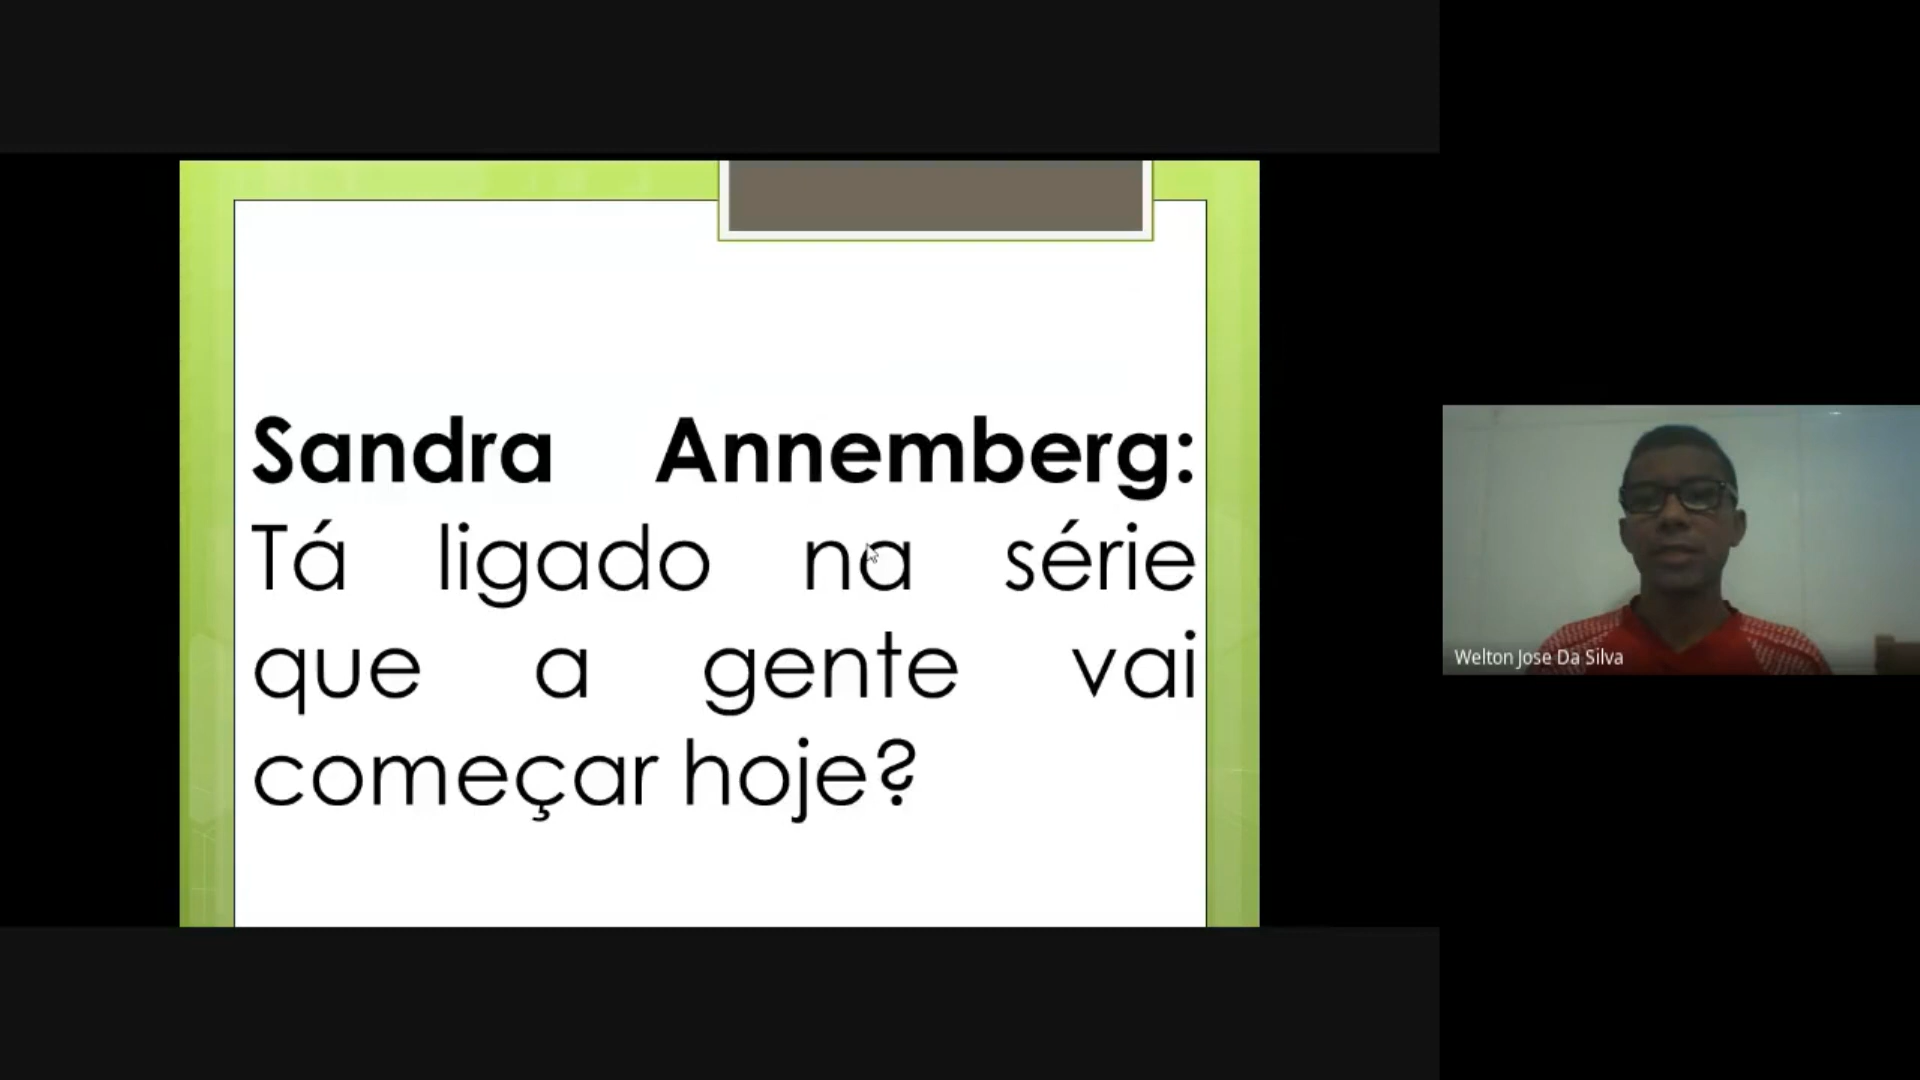 Sandra Annemberg:
Tá ligado na série
que a gente vai
começar hoje?
Welton Jose Da Silva